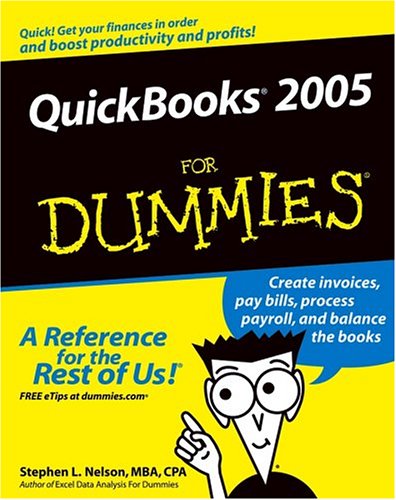 Quick! Get your finances in order
and boost productivity and profits!
QuickBooks® 2005
FOR
DUMMIES®
Create invoices,
pay bills, process
payroll, and balance
the books
A Reference
for the
Rest of Us!®
FREE eTips at dummies.com®
Stephen L. Nelson, MBA, CPA
Author of Excel Data Analysis For Dummies